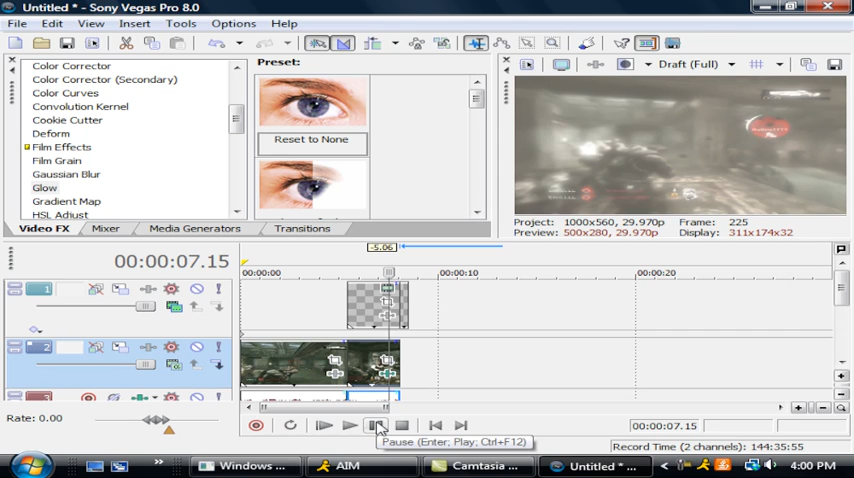 Untitled * - Sony Vegas Pro 8.0
File Edit View Insert Tools Options Help
Color Corrector
Color Corrector (Secondary)
Color Curves
Convolution Kernel
Cookie Cutter
Deform
Film Effects
Film Grain
Gaussian Blur
Glow
Gradient Map
HSL Adjust
Preset:
Reset to None
Draft (Full)
Project: 1000x560, 29.970p Frame: 225
Preview: 500x280, 29.970p Display: 311x174x32
Video FX Mixer Media Generators Transitions
-5.06
00:00:07.15
00:00:00 00:00:10 00:00:20
1
2
3
Rate: 0.00
00:00:07.15
Pause (Enter; Play; Ctrl+F12)
Record Time (2 channels): 144:35:55
Windows ... AIM Camtasia ... Untitled * ... 4:00 PM